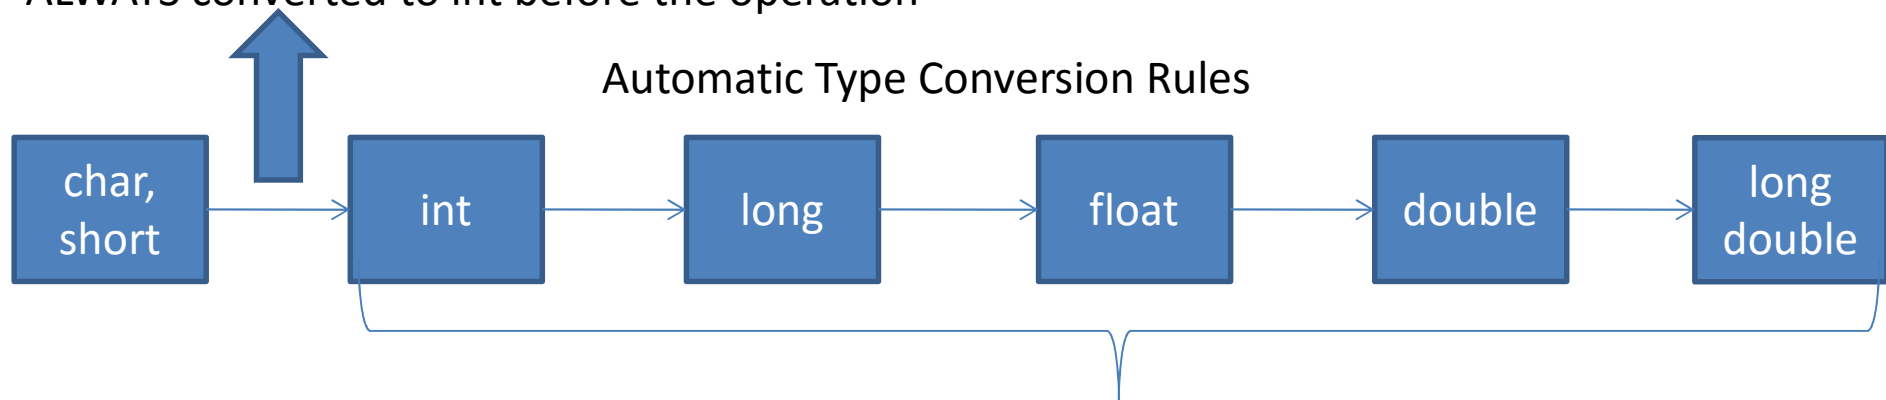 ALWAYS converted to int before the operation
Automatic Type Conversion Rules
char,
short
int
long
float
double
long
double